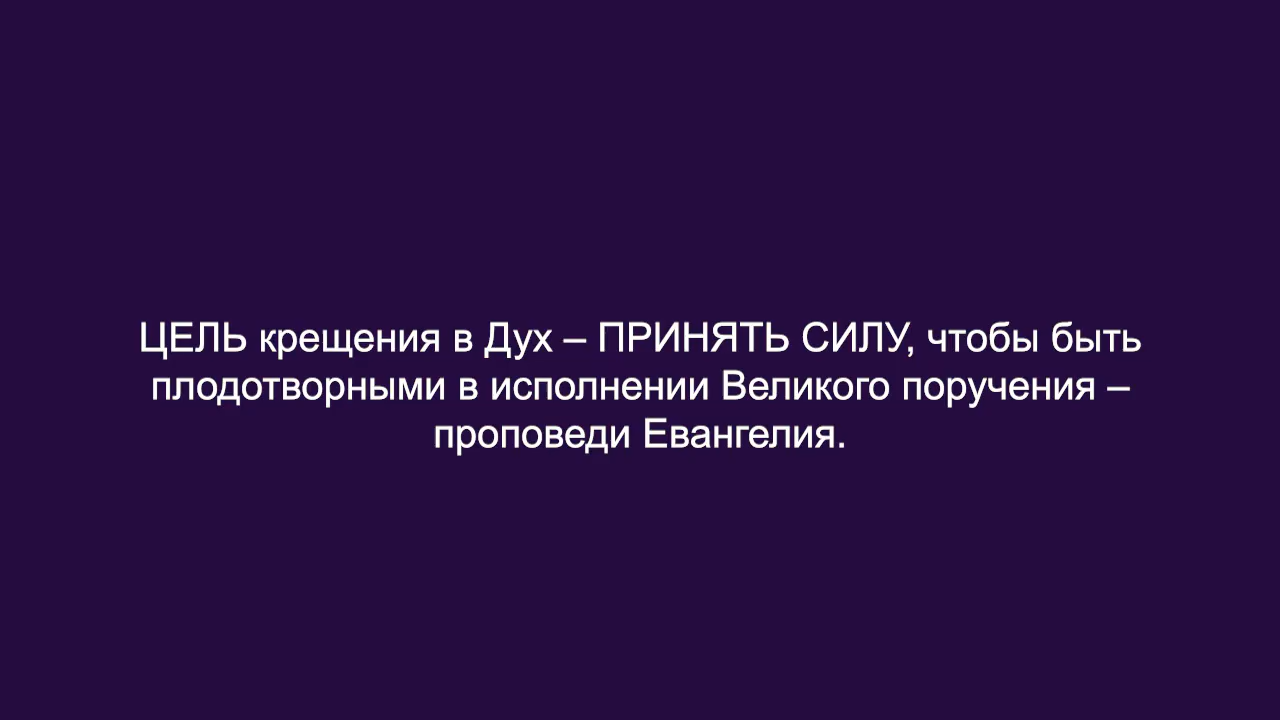 ЦЕЛЬ крещения в Дух – ПРИНЯТЬ СИЛУ, чтобы быть
плодотворными в исполнении Великого поручения –
проповеди Евангелия.